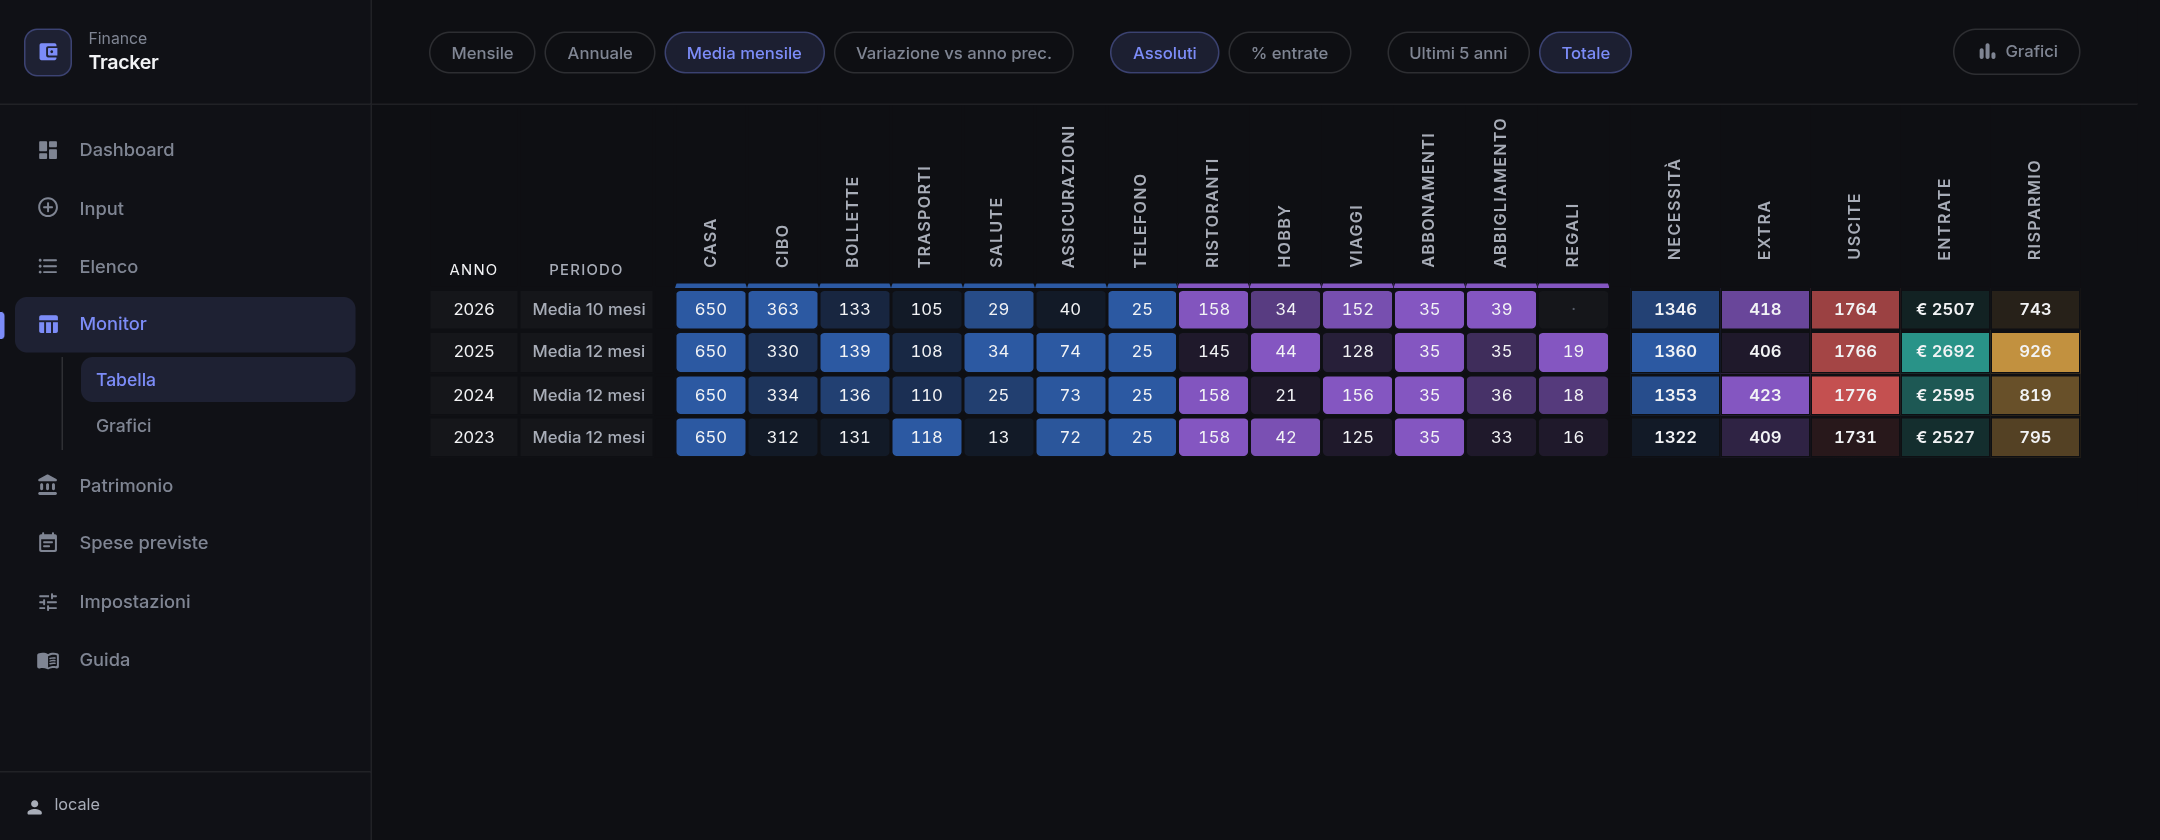 Finance
Tracker
Mensile Annuale Media mensile Variazione vs anno prec. Assoluti % entrate Ultimi 5 anni Totale Grafici
Dashboard
Input
Elenco
Monitor
Tabella
Grafici
Patrimonio
Spese previste
Impostazioni
Guida
locale
ANNO PERIODO CASA CIBO BOLLETTE TRASPORTI SALUTE ASSICURAZIONI TELEFONO RISTORANTI HOBBY VIAGGI ABBONAMENTI ABBIGLIAMENTO REGALI NECESSITÀ EXTRA USCITE ENTRATE RISPARMIO
2026 Media 10 mesi 650 363 133 105 29 40 25 158 34 152 35 39 · 1346 418 1764 € 2507 743
2025 Media 12 mesi 650 330 139 108 34 74 25 145 44 128 35 35 19 1360 406 1766 € 2692 926
2024 Media 12 mesi 650 334 136 110 25 73 25 158 21 156 35 36 18 1353 423 1776 € 2595 819
2023 Media 12 mesi 650 312 131 118 13 72 25 158 42 125 35 33 16 1322 409 1731 € 2527 795